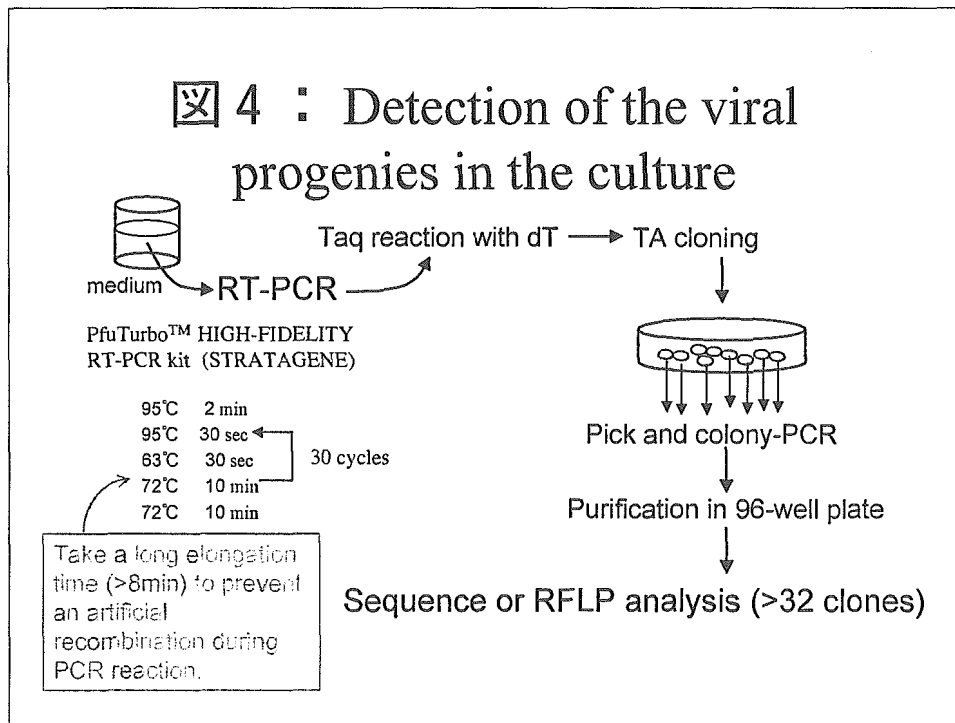 図4 : Detection of the viral
progenies in the culture
medium
RT-PCR
Taq reaction with dT
TA cloning
PfuTurbo™ HIGH-FIDELITY
RT-PCR kit (STRATAGENE)
95℃ 2 min
95℃ 30 sec
63℃ 30 sec
72℃ 10 min
72℃ 10 min
30 cycles
Take a long elongation
time (>8min) to prevent
an artificial
recombination during
PCR reaction.
Pick and colony-PCR
Purification in 96-well plate
Sequence or RFLP analysis (>32 clones)